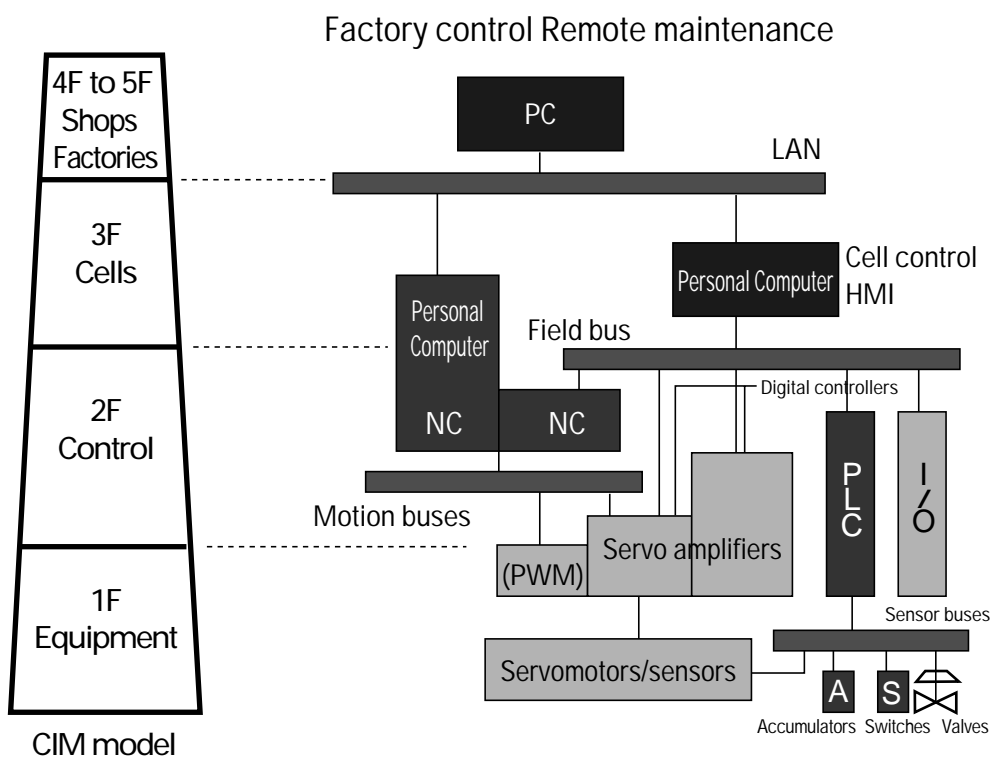 Factory control Remote maintenance
4F to 5F
Shops
Factories
3F
Cells
2F
Control
1F
Equipment
CIM model
PC
LAN
Personal
Computer
NC
NC
Personal Computer
Cell control
HMI
Field bus
Digital controllers
Motion buses
(PWM)
Servo amplifiers
PLC
I/O
Sensor buses
Servomotors/sensors
A
S
Accumulators
Switches
Valves